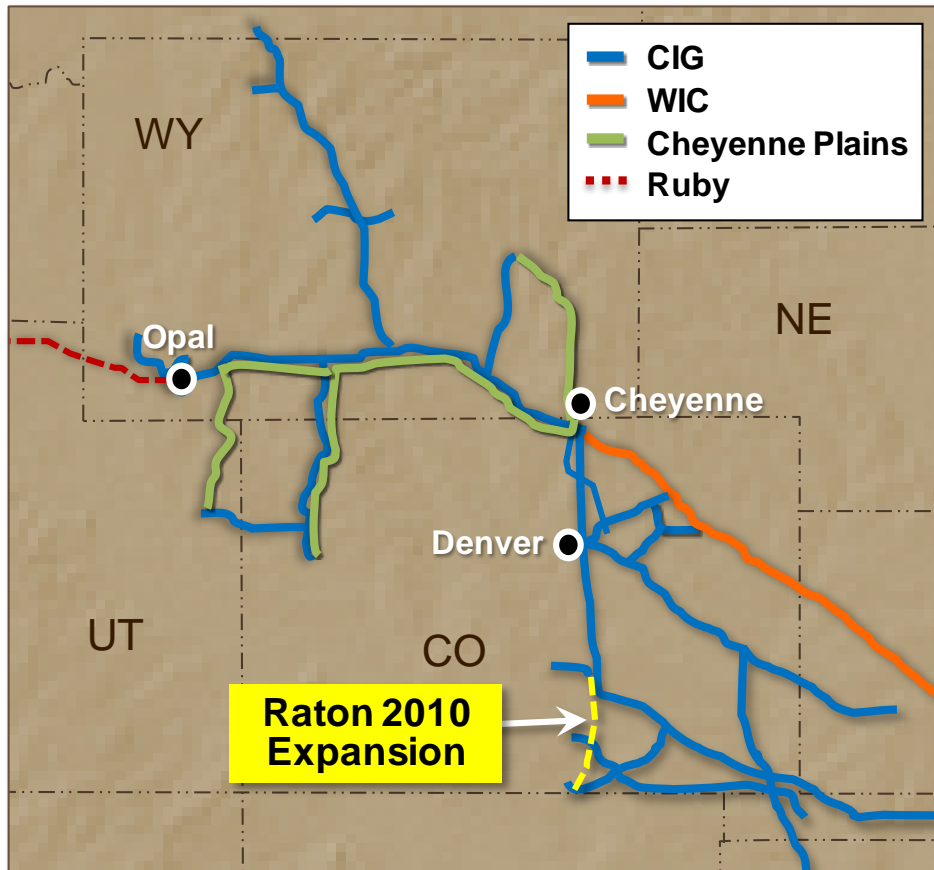 CIG
WIC
Cheyenne Plains
Ruby
WY
NE
Opal
Cheyenne
Denver
UT
CO
Raton 2010
Expansion